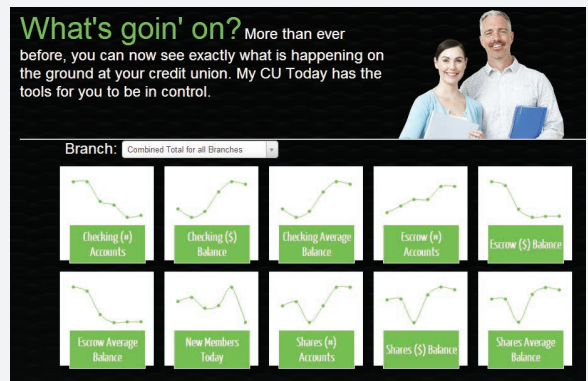 What's goin' on? More than ever
before, you can now see exactly what is happening on
the ground at your credit union. My CU Today has the
tools for you to be in control.
Branch: Combined Total for all Branches
Checking (#)
Accounts
Checking ($)
Balance
Checking Average
Balance
Escrow (#)
Accounts
Escrow ($) Balance
Escrow Average
Balance
New Members
Today
Shares (#)
Accounts
Shares ($) Balance
Shares Average
Balance